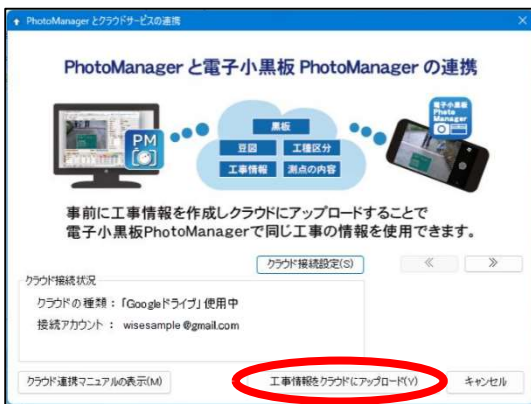 PhotoManager とクラウドサービスの連携
PhotoManager と電子小黒板 PhotoManager の連携
電子小黒板
Photo
Manager
PM
黒板
豆図
工種区分
工事情報
測点の内容
事前に工事情報を作成しクラウドにアップロードすることで
電子小黒板PhotoManagerで同じ工事の情報を使用できます。
クラウド接続設定(S)
クラウド接続状況
クラウドの種類：「Googleドライブ」使用中
接続アカウント： wisesample@gmail.com
クラウド連携マニュアルの表示(M)
工事情報をクラウドにアップロード(Y)
キャンセル